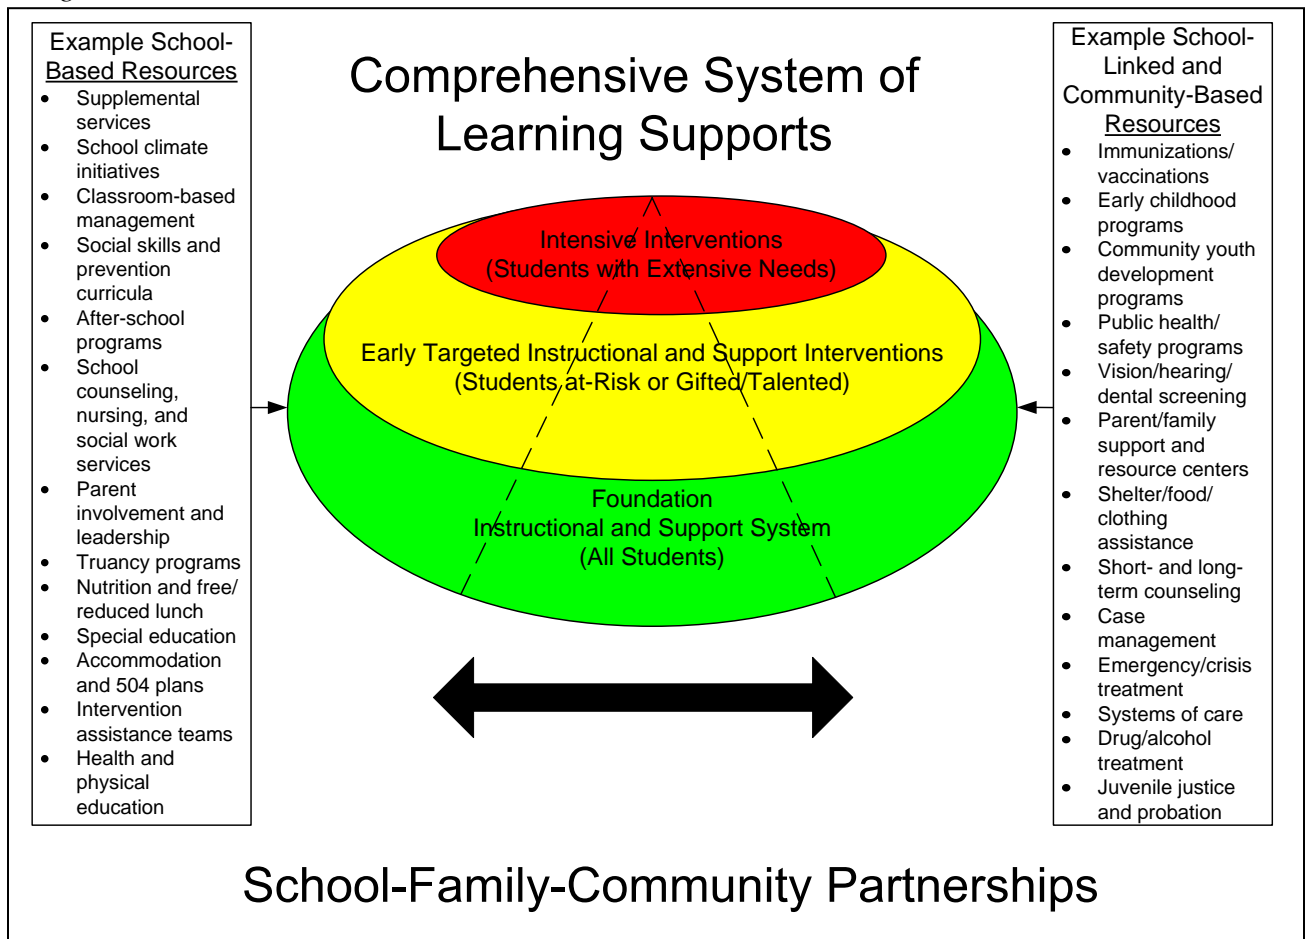 Example School-
Based Resources
• Supplemental
services
• School climate
initiatives
• Classroom-based
management
• Social skills and
prevention
curricula
• After-school
programs
• School
counseling,
nursing, and
social work
services
• Parent
involvement and
leadership
• Truancy programs
• Nutrition and free/
reduced lunch
• Special education
• Accommodation
and 504 plans
• Intervention
assistance teams
• Health and
physical
education
Comprehensive System of
Learning Supports
Intensive Interventions
(Students with Extensive Needs)
Early Targeted Instructional and Support Interventions
(Students at-Risk or Gifted/Talented)
Foundation
Instructional and Support System
(All Students)
Example School-
Linked and
Community-Based
Resources
• Immunizations/
vaccinations
• Early childhood
programs
• Community youth
development
programs
• Public health/
safety programs
• Vision/hearing/
dental screening
• Parent/family
support and
resource centers
• Shelter/food/
clothing
assistance
• Short- and long-
term counseling
• Case
management
• Emergency/crisis
treatment
• Systems of care
• Drug/alcohol
treatment
• Juvenile justice
and probation
School-Family-Community Partnerships